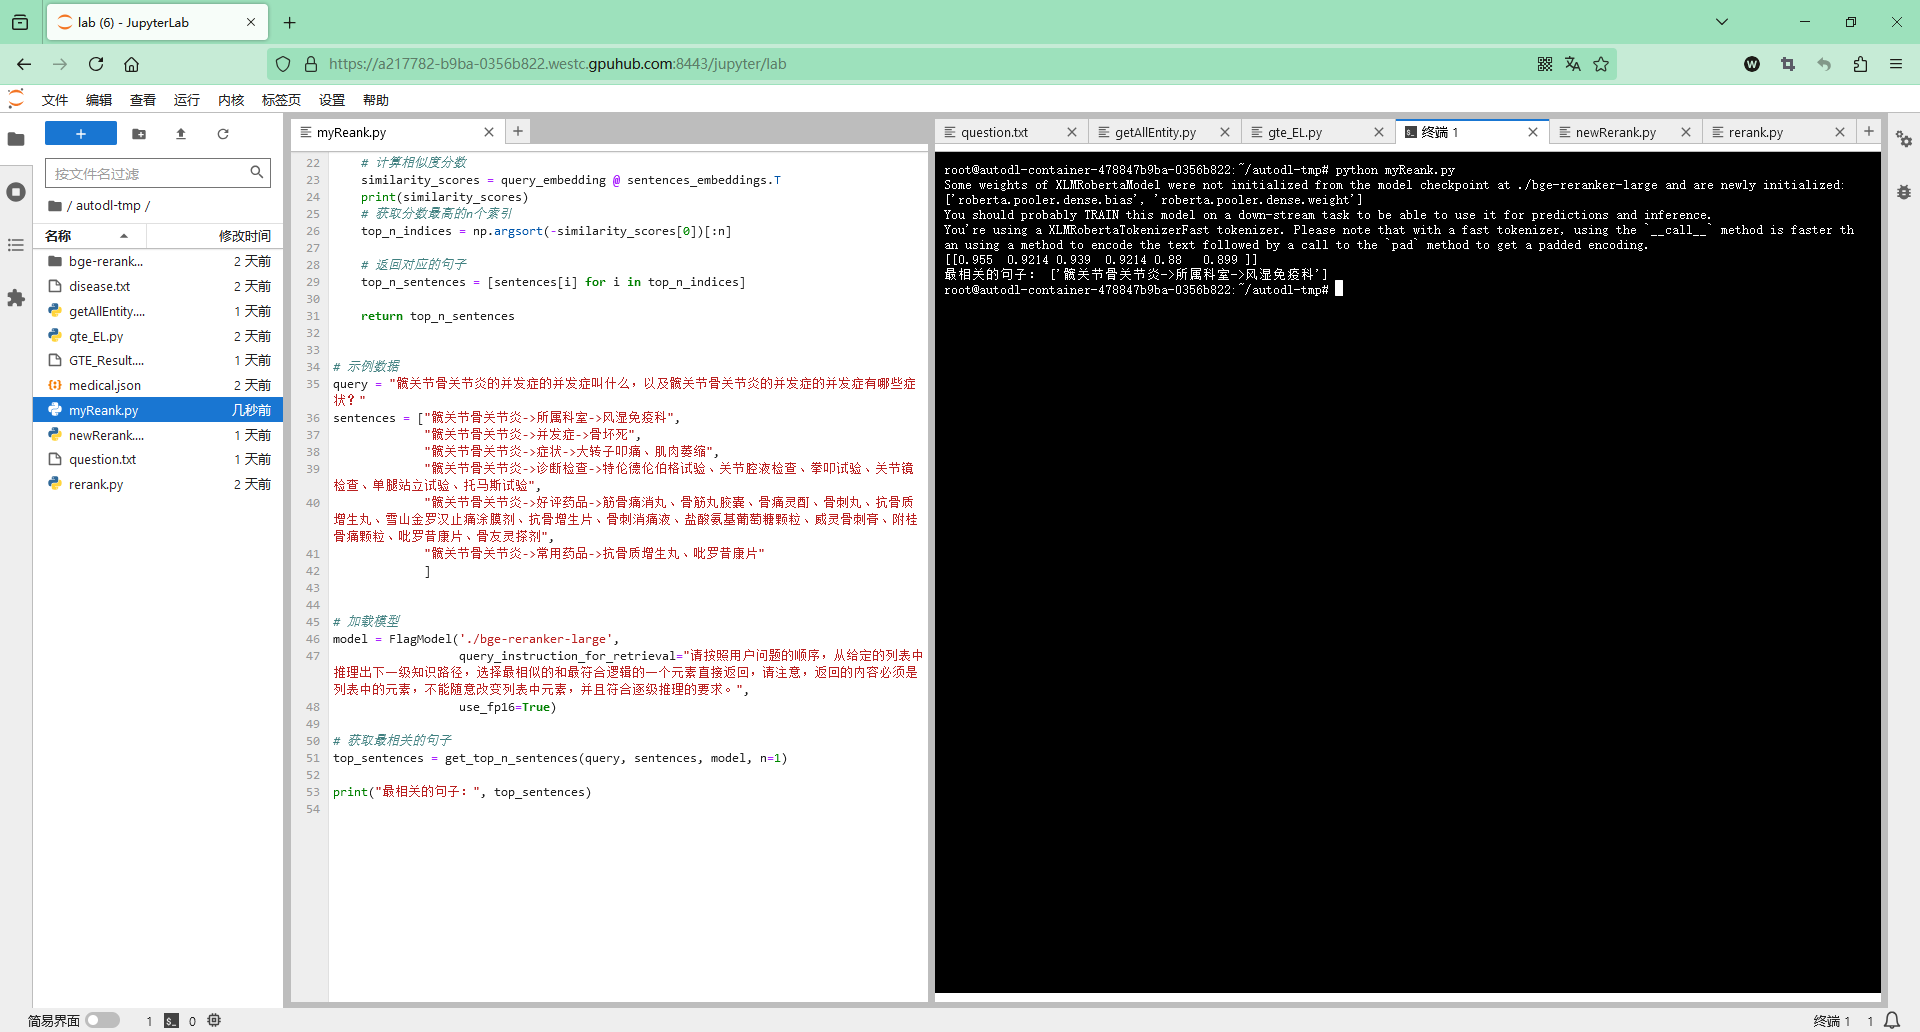 lab (6) - JupyterLab
https://a217782-b9ba-0356b822.westc.gpuhub.com:8443/jupyter/lab
文件 编辑 查看 运行 内核 标签页 设置 帮助
按文件名过滤
/ autodl-tmp /
名称 修改时间
bge-rerank... 2 天前
disease.txt 2 天前
getAllEntity.... 1 天前
gte_EL.py 2 天前
GTE_Result.... 1 天前
medical.json 2 天前
myReank.py 几秒前
newRerank.... 1 天前
question.txt 1 天前
rerank.py 2 天前
myReank.py
22 # 计算相似度分数
23 similarity_scores = query_embedding @ sentences_embeddings.T
24 print(similarity_scores)
25 # 获取分数最高的n个索引
26 top_n_indices = np.argsort(-similarity_scores[0])[:n]
27
28 # 返回对应的句子
29 top_n_sentences = [sentences[i] for i in top_n_indices]
30
31 return top_n_sentences
32
33
34 # 示例数据
35 query = "髋关节骨关节炎的并发症的并发症叫什么，以及髋关节骨关节炎的并发症的并发症有哪些症
状？"
36 sentences = ["髋关节骨关节炎->所属科室->风湿免疫科",
37 "髋关节骨关节炎->并发症->骨坏死",
38 "髋关节骨关节炎->症状->大转子叩痛、肌肉萎缩",
39 "髋关节骨关节炎->诊断检查->特伦德伦伯格试验、关节腔液检查、拳叩试验、关节镜
检查、单腿站立试验、托马斯试验",
40 "髋关节骨关节炎->好评药品->筋骨痛消丸、骨筋丸胶囊、骨痛灵酊、骨刺丸、抗骨质
增生丸、雪山金罗汉止痛涂膜剂、抗骨增生片、骨刺消痛液、盐酸氨基葡萄糖颗粒、威灵骨刺膏、附桂
骨痛颗粒、吡罗昔康片、骨友灵搽剂",
41 "髋关节骨关节炎->常用药品->抗骨质增生丸、吡罗昔康片"
42 ]
43
44
45 # 加载模型
46 model = FlagModel('./bge-reranker-large',
47 query_instruction_for_retrieval="请按照用户问题的顺序，从给定的列表中
推理出下一级知识路径，选择最相似的和最符合逻辑的一个元素直接返回，请注意，返回的内容必须是
列表中的元素，不能随意改变列表中元素，并且符合逐级推理的要求。",
48 use_fp16=True)
49
50 # 获取最相关的句子
51 top_sentences = get_top_n_sentences(query, sentences, model, n=1)
52
53 print("最相关的句子：", top_sentences)
54
question.txt getAllEntity.py gte_EL.py 终端 1 newRerank.py rerank.py
root@autodl-container-478847b9ba-0356b822:~/autodl-tmp# python myReank.py
Some weights of XLMRobertaModel were not initialized from the model checkpoint at ./bge-reranker-large and are newly initialized:
['roberta.pooler.dense.bias', 'roberta.pooler.dense.weight']
You should probably TRAIN this model on a down-stream task to be able to use it for predictions and inference.
You're using a XLMRobertaTokenizerFast tokenizer. Please note that with a fast tokenizer, using the `__call__` method is faster th
an using a method to encode the text followed by a call to the `pad` method to get a padded encoding.
[[0.955  0.9214 0.939  0.9214 0.88   0.899 ]]
最相关的句子： ['髋关节骨关节炎->所属科室->风湿免疫科']
root@autodl-container-478847b9ba-0356b822:~/autodl-tmp#
简易界面 1 0 终端 1 1